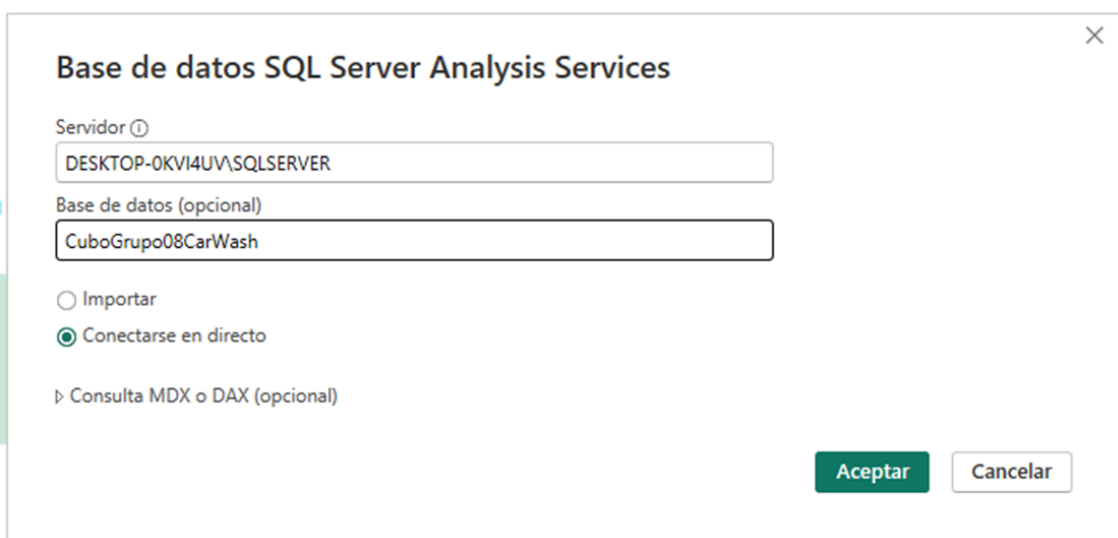 Base de datos SQL Server Analysis Services
Servidor
DESKTOP-0KVI4UV\SQLSERVER
Base de datos (opcional)
CuboGrupo08CarWash
Importar
Conectarse en directo
Consulta MDX o DAX (opcional)
Aceptar Cancelar